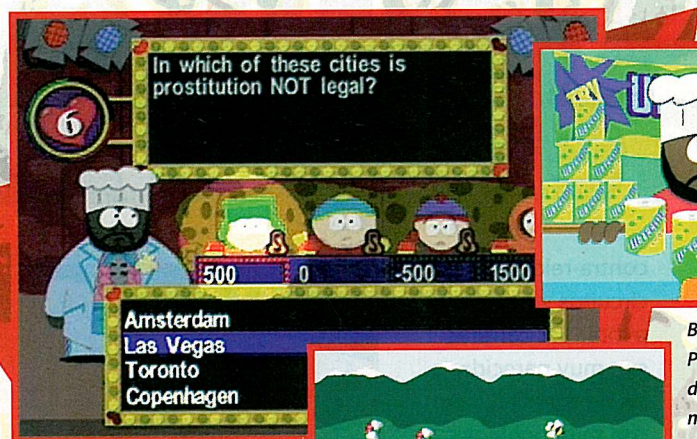 In which of these cities is
prostitution NOT legal?
6
500 0 -500 1500
Amsterdam
Las Vegas
Toronto
Copenhagen